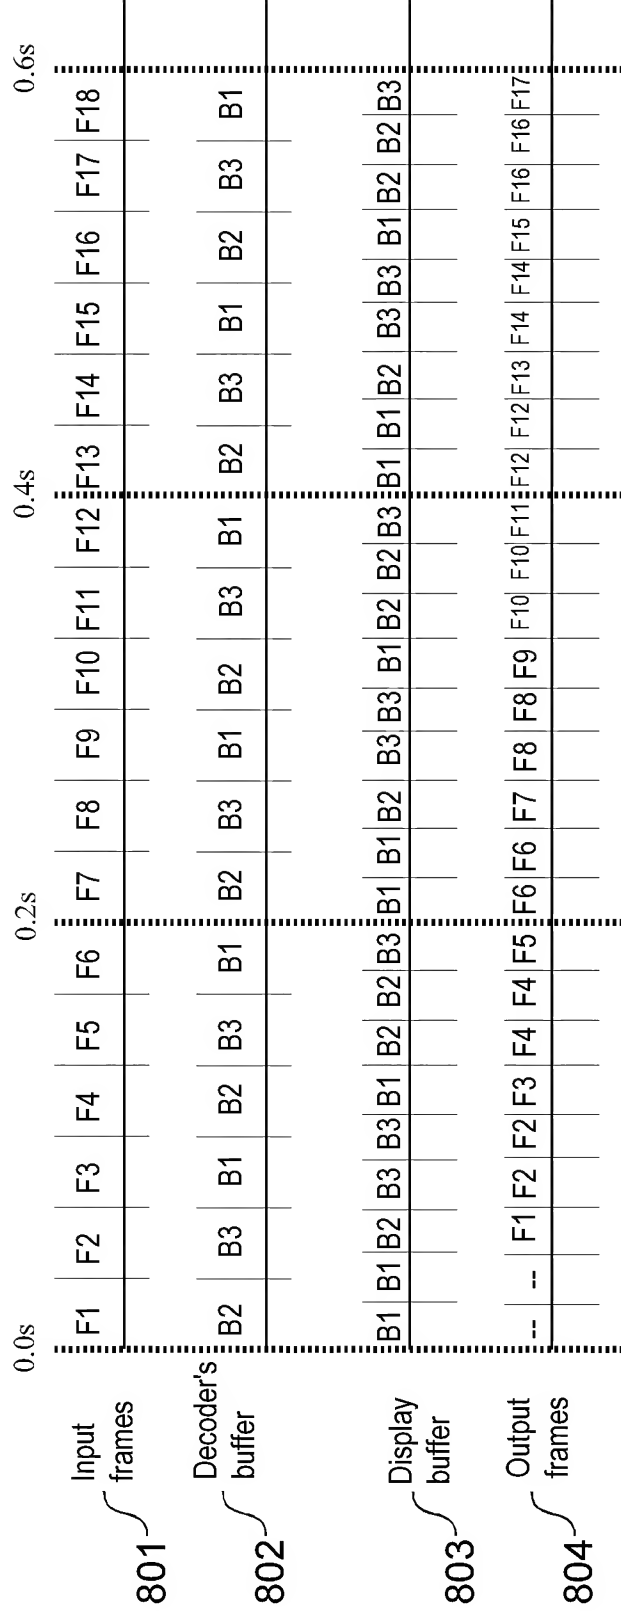 0.0s 0.2s 0.4s 0.6s
801 Input frames F1 F2 F3 F4 F5 F6 F7 F8 F9 F10 F11 F12 F13 F14 F15 F16 F17 F18
802 Decoder's buffer B2 B3 B1 B2 B3 B1 B2 B3 B1 B2 B3 B1 B2 B3 B1 B2 B3 B1
803 Display buffer B1 B1 B2 B3 B3 B1 B2 B2 B3 B1 B1 B2 B3 B3 B1 B2 B2 B3 B1 B1 B2 B3 B3 B1 B2 B2 B3
804 Output frames -- -- F1 F2 F2 F3 F4 F4 F5 F6 F6 F7 F8 F8 F9 F10 F10 F11 F12 F12 F13 F14 F14 F15 F16 F16 F17